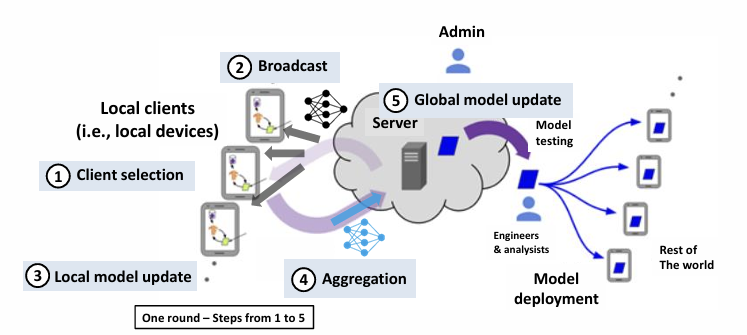 Admin
2 Broadcast
5 Global model update
Server
Local clients
(i.e., local devices)
Model
testing
1 Client selection
Engineers
& analysists
Rest of
The world
3 Local model update
4 Aggregation
Model
deployment
One round – Steps from 1 to 5